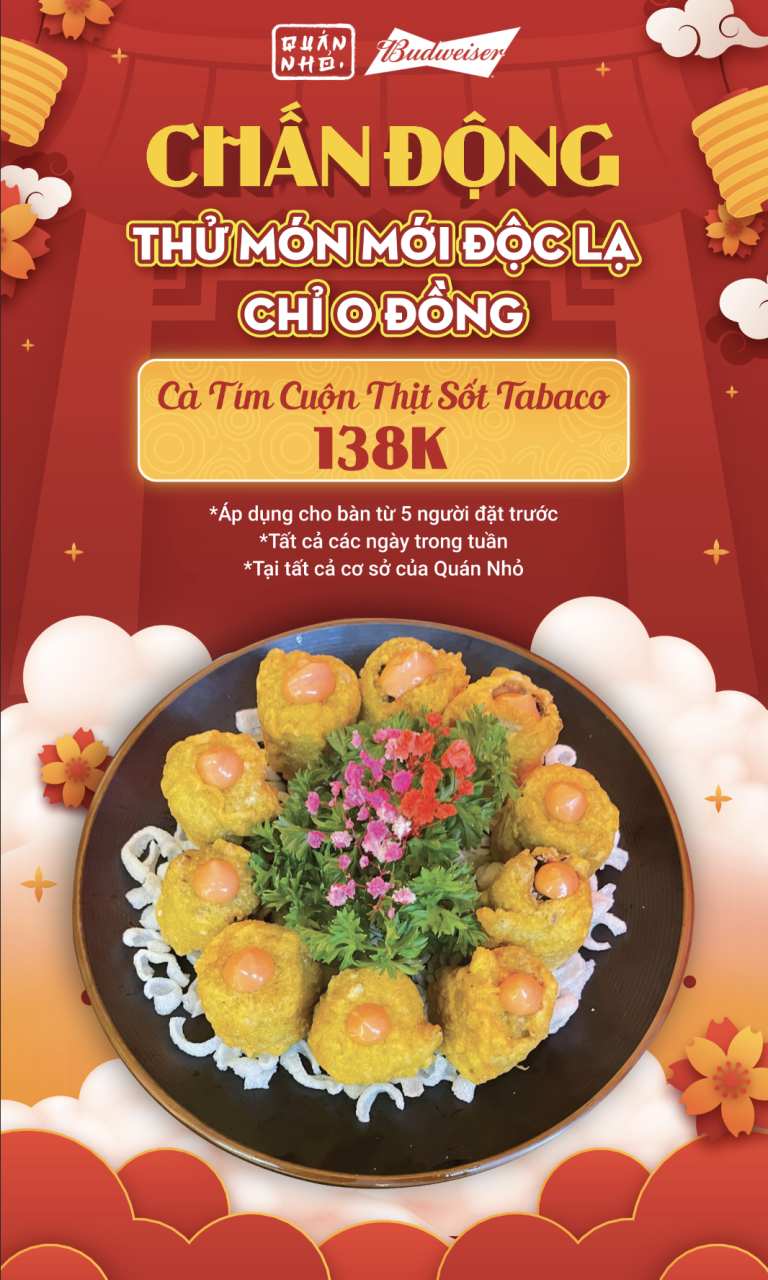 QUÁN
NHỎ.
Budweiser
CHẤN ĐỘNG
THỬ MÓN MỚI ĐỘC LẠ
CHỈ 0 ĐỒNG
Cà Tím Cuộn Thịt Sốt Tabaco
138K
*Áp dụng cho bàn từ 5 người đặt trước
*Tất cả các ngày trong tuần
*Tại tất cả cơ sở của Quán Nhỏ